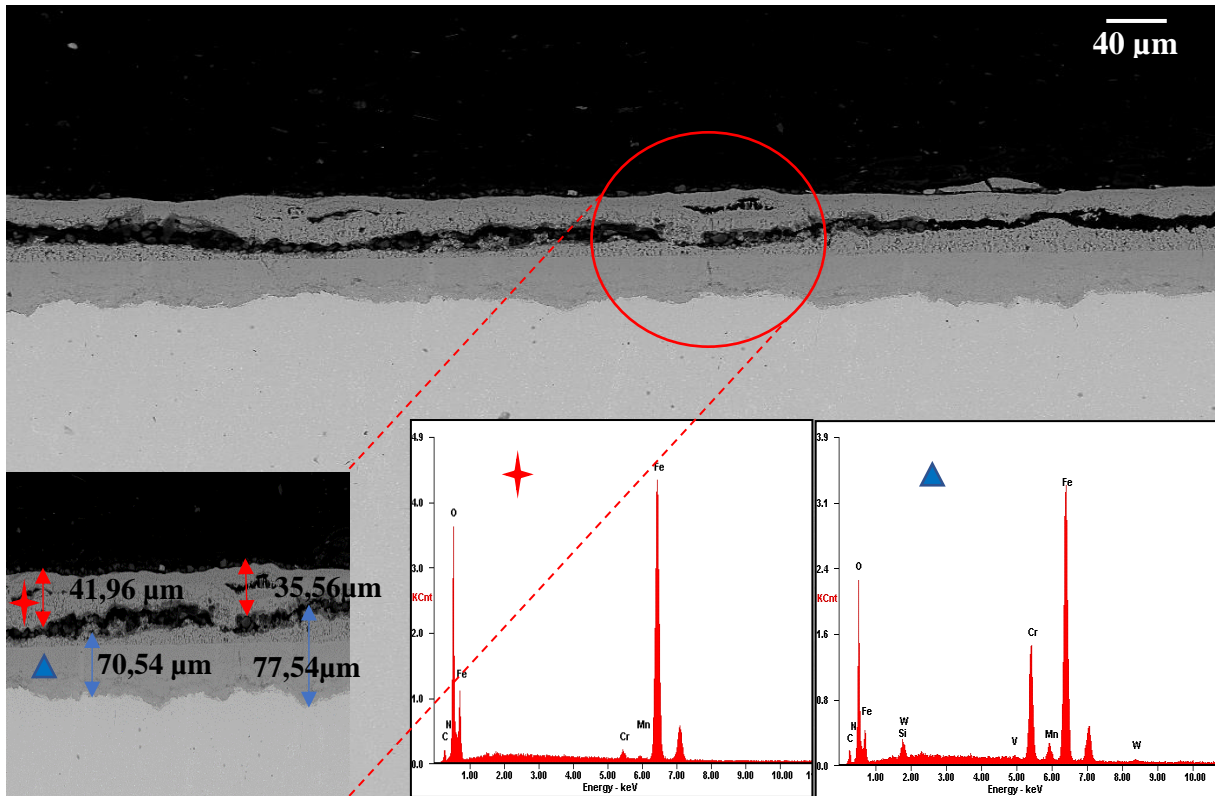 40 µm
41,96 µm
35,56µm
70,54 µm
77,54µm
4.9
4.0
3.0
KCnt
2.0
1.0
0.0
O
Fe
N
C
Cr
Mn
Fe
1.00 2.00 3.00 4.00 5.00 6.00 7.00 8.00 9.00 10.00
Energy - keV
3.9
3.1
2.4
KCnt
1.6
0.8
0.0
O
Fe
N
C
W
Si
V
Cr
Mn
Fe
W
1.00 2.00 3.00 4.00 5.00 6.00 7.00 8.00 9.00 10.00
Energy - keV